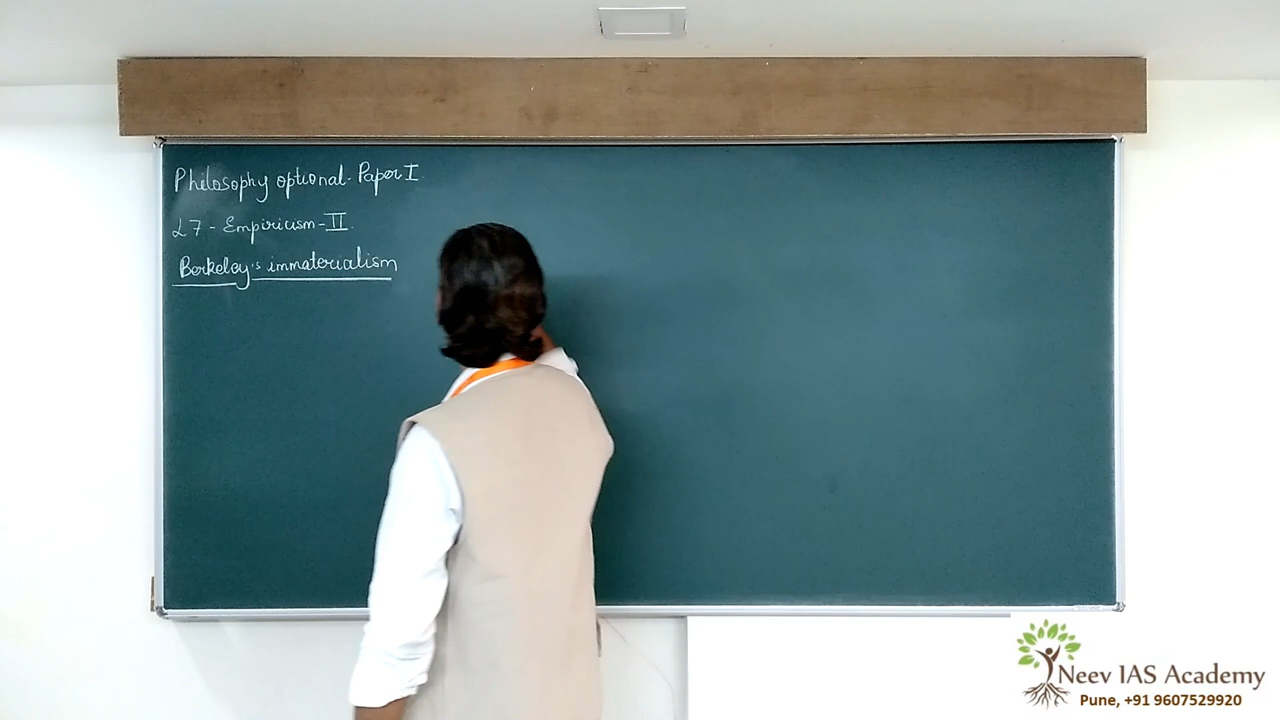 Philosophy optional - Paper I
L7 - Empiricism - II
Berkeley's immaterialism
Neev IAS Academy
Pune, +91 9607529920